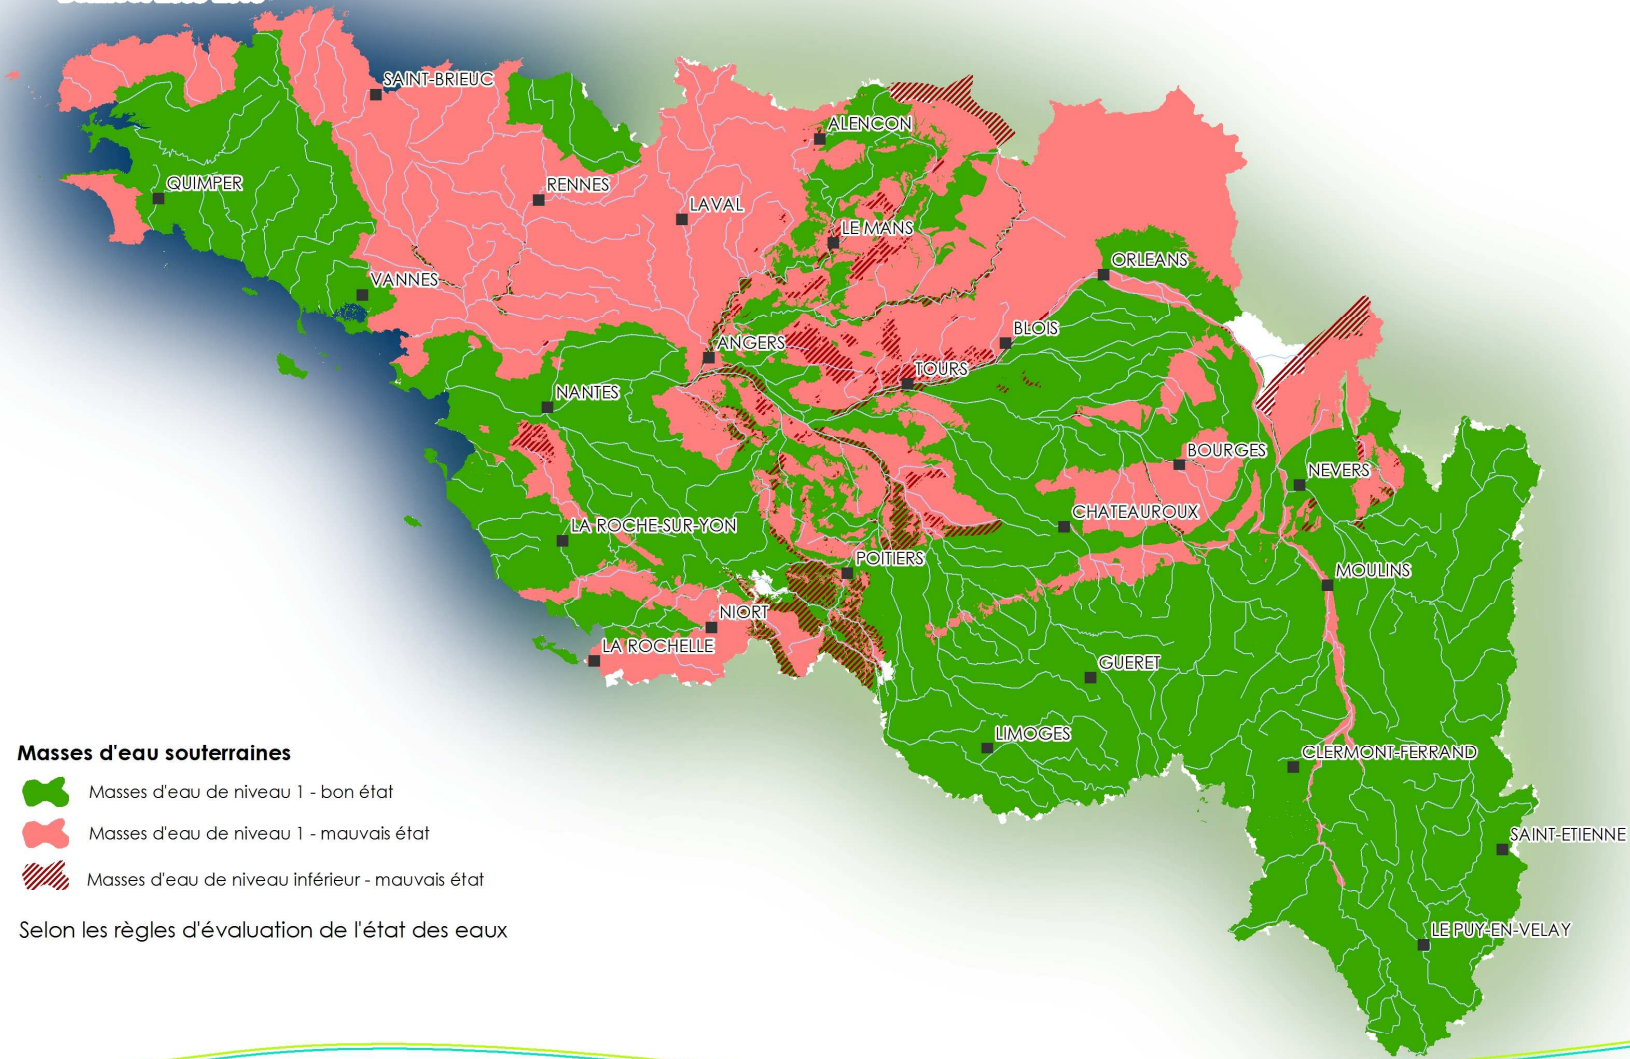 SAINT-BRIEUC
ALENCON
QUIMPER
RENNES
LAVAL
LE MANS
VANNES
ORLEANS
ANGERS
BLOIS
TOURS
NANTES
BOURGES
NEVERS
LA ROCHE-SUR-YON
CHATEAUROUX
POITIERS
MOULINS
NIORT
LA ROCHELLE
GUERET
LIMOGES
CLERMONT-FERRAND
SAINT-ETIENNE
LE PUY-EN-VELAY
Masses d'eau souterraines
Masses d'eau de niveau 1 - bon état
Masses d'eau de niveau 1 - mauvais état
Masses d'eau de niveau inférieur - mauvais état
Selon les règles d'évaluation de l'état des eaux